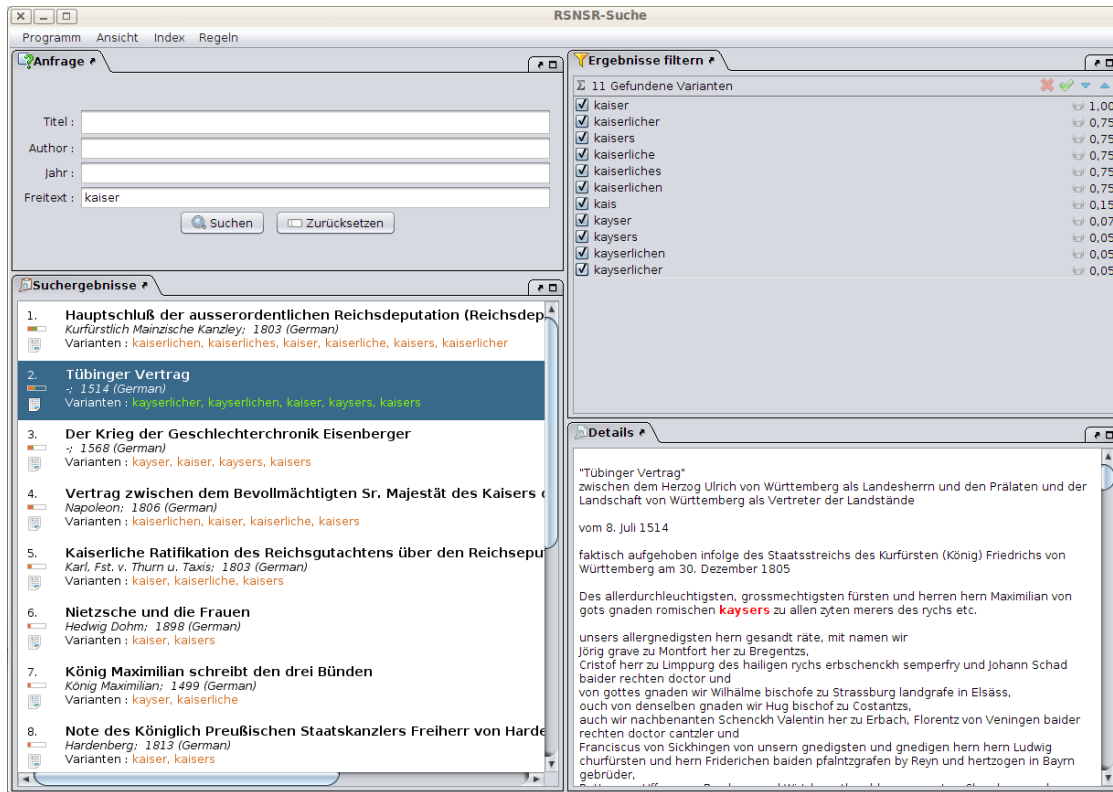 RSNSR-Suche
Programm Ansicht Index Regeln
Anfrage
Titel :
Author :
Jahr :
Freitext : kaiser
Suchen Zurücksetzen
Suchergebnisse
1. Hauptschluß der ausserordentlichen Reichsdeputation (Reichsdep
Kurfürstlich Mainzische Kanzley; 1803 (German)
Varianten : kaiserlichen, kaiserliches, kaiser, kaiserliche, kaisers, kaiserlicher
2. Tübinger Vertrag
-; 1514 (German)
Varianten : kayserlicher, kayserlichen, kaiser, kaysers, kaisers
3. Der Krieg der Geschlechterchronik Eisenberger
-; 1568 (German)
Varianten : kayser, kaiser, kaysers, kaisers
4. Vertrag zwischen dem Bevollmächtigten Sr. Majestät des Kaisers
Napoleon; 1806 (German)
Varianten : kaiserlichen, kaiser, kaiserliche, kaisers
5. Kaiserliche Ratifikation des Reichsgutachtens über den Reichsepu
Karl, Fst. v. Thurn u. Taxis; 1803 (German)
Varianten : kaiser, kaiserliche, kaisers
6. Nietzsche und die Frauen
Hedwig Dohm; 1898 (German)
Varianten : kaiser, kaisers
7. König Maximilian schreibt den drei Bünden
König Maximilian; 1499 (German)
Varianten : kayser, kaiserliche
8. Note des Königlich Preußischen Staatskanzlers Freiherr von Harde
Hardenberg; 1813 (German)
Varianten : kaiser, kaisers
Ergebnisse filtern
Σ 11 Gefundene Varianten
kaiser 1,00
kaiserlicher 0,75
kaisers 0,75
kaiserliche 0,75
kaiserliches 0,75
kaiserlichen 0,75
kais 0,15
kayser 0,07
kaysers 0,05
kayserlichen 0,05
kayserlicher 0,05
Details
"Tübinger Vertrag"
zwischen dem Herzog Ulrich von Württemberg als Landesherrn und den Prälaten und der
Landschaft von Württemberg als Vertreter der Landstände
vom 8. Juli 1514
faktisch aufgehoben infolge des Staatsstreichs des Kurfürsten (König) Friedrichs von
Württemberg am 30. Dezember 1805
Des allerdurchleuchtigsten, grossmechtigsten fürsten und herren hern Maximilian von
gots gnaden romischen kaysers zu allen zyten merers des rychs etc.
unsers allergnedigsten hern gesandt räte, mit namen wir
Jörig grave zu Montfort her zu Bregentzs,
Cristof herr zu Limppurg des hailigen rychs erbschenckh semperfry und Johann Schad
baider rechten doctor und
von gottes gnaden wir Wilhälme bischofe zu Strassburg landgrafe in Elsäss,
ouch von denselben gnaden wir Hug bischof zu Costantzs,
auch wir nachbenanten Schenckh Valentin her zu Erbach, Florentz von Veningen baider
rechten doctor cantzler und
Franciscus von Sickhingen von unsern gnedigsten und gnedigen hern hern Ludwig
churfürsten und hern Friderichen baiden pfalntzgrafen by Reyn und hertzogen in Bayrn
gebrüder,